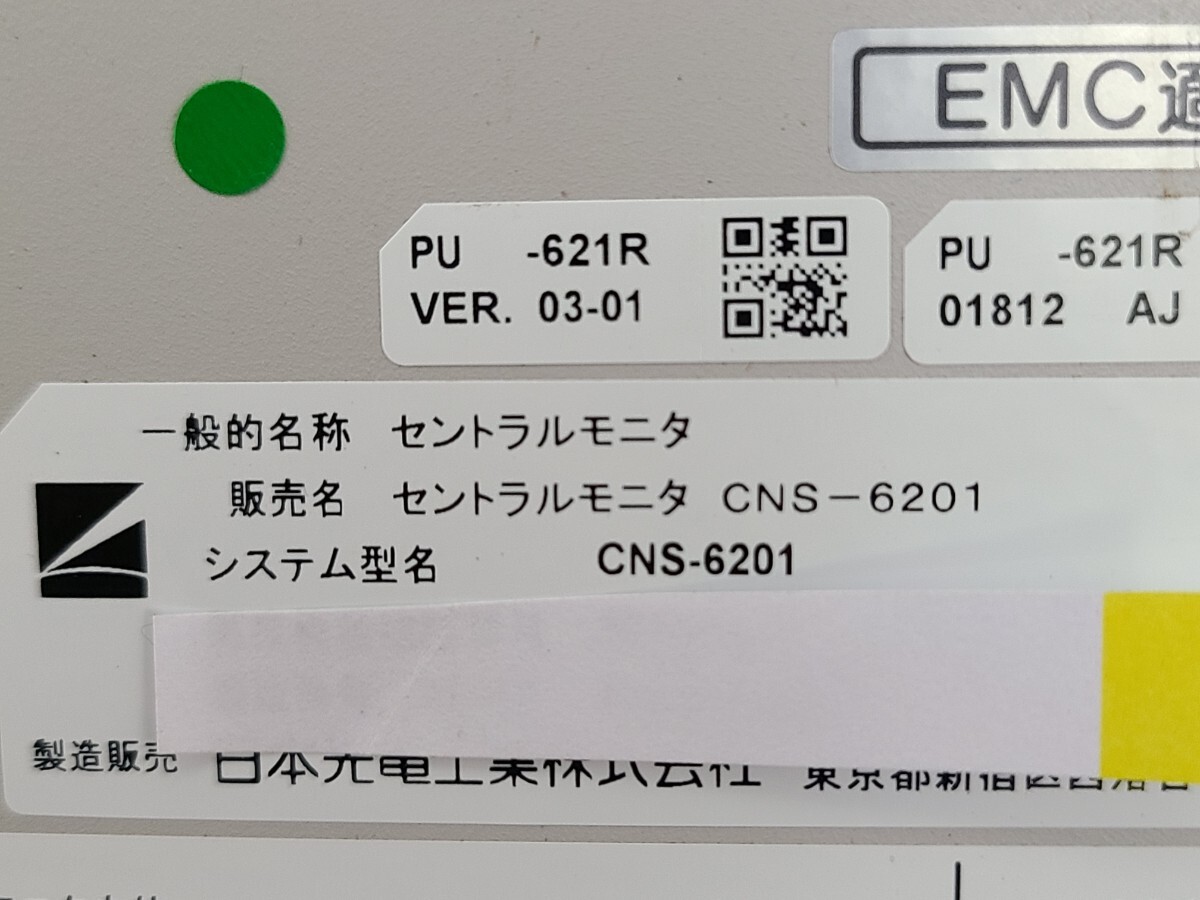 EMC適
PU -621R
VER. 03-01
PU -621R
01812 AJ
一般的名称 セントラルモニタ
販売名 セントラルモニタ CNS-6201
システム型名 CNS-6201
製造販売 日本光電工業株式会社 東京都新宿区西落合